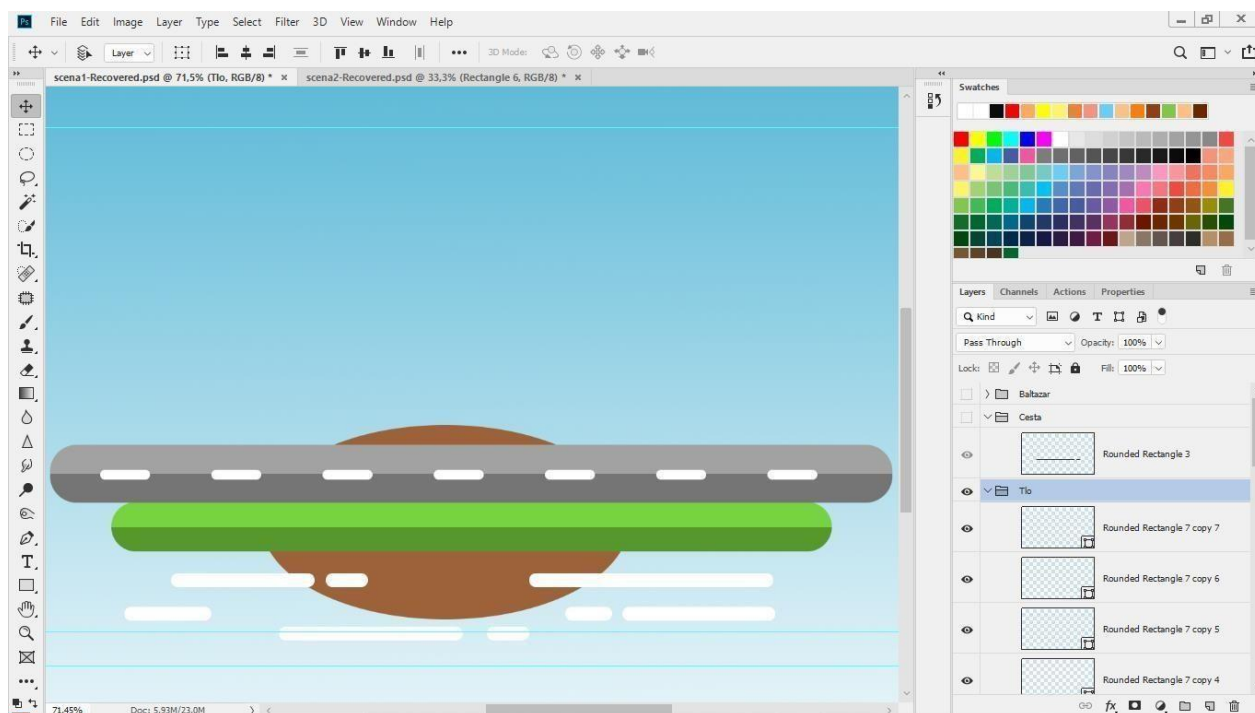 Ps File Edit Image Layer Type Select Filter 3D View Window Help
Layer 3D Mode:
scena1-Recovered.psd @ 71,5% (Tlo, RGB/8) * × scena2-Recovered.psd @ 33,3% (Rectangle 6, RGB/8) * ×
Swatches
Layers Channels Actions Properties
Kind
Pass Through Opacity: 100%
Lock: Fill: 100%
Baltazar
Cesta
Rounded Rectangle 3
Tlo
Rounded Rectangle 7 copy 7
Rounded Rectangle 7 copy 6
Rounded Rectangle 7 copy 5
Rounded Rectangle 7 copy 4
71.45% Doc: 5.93M/23.0M
fx